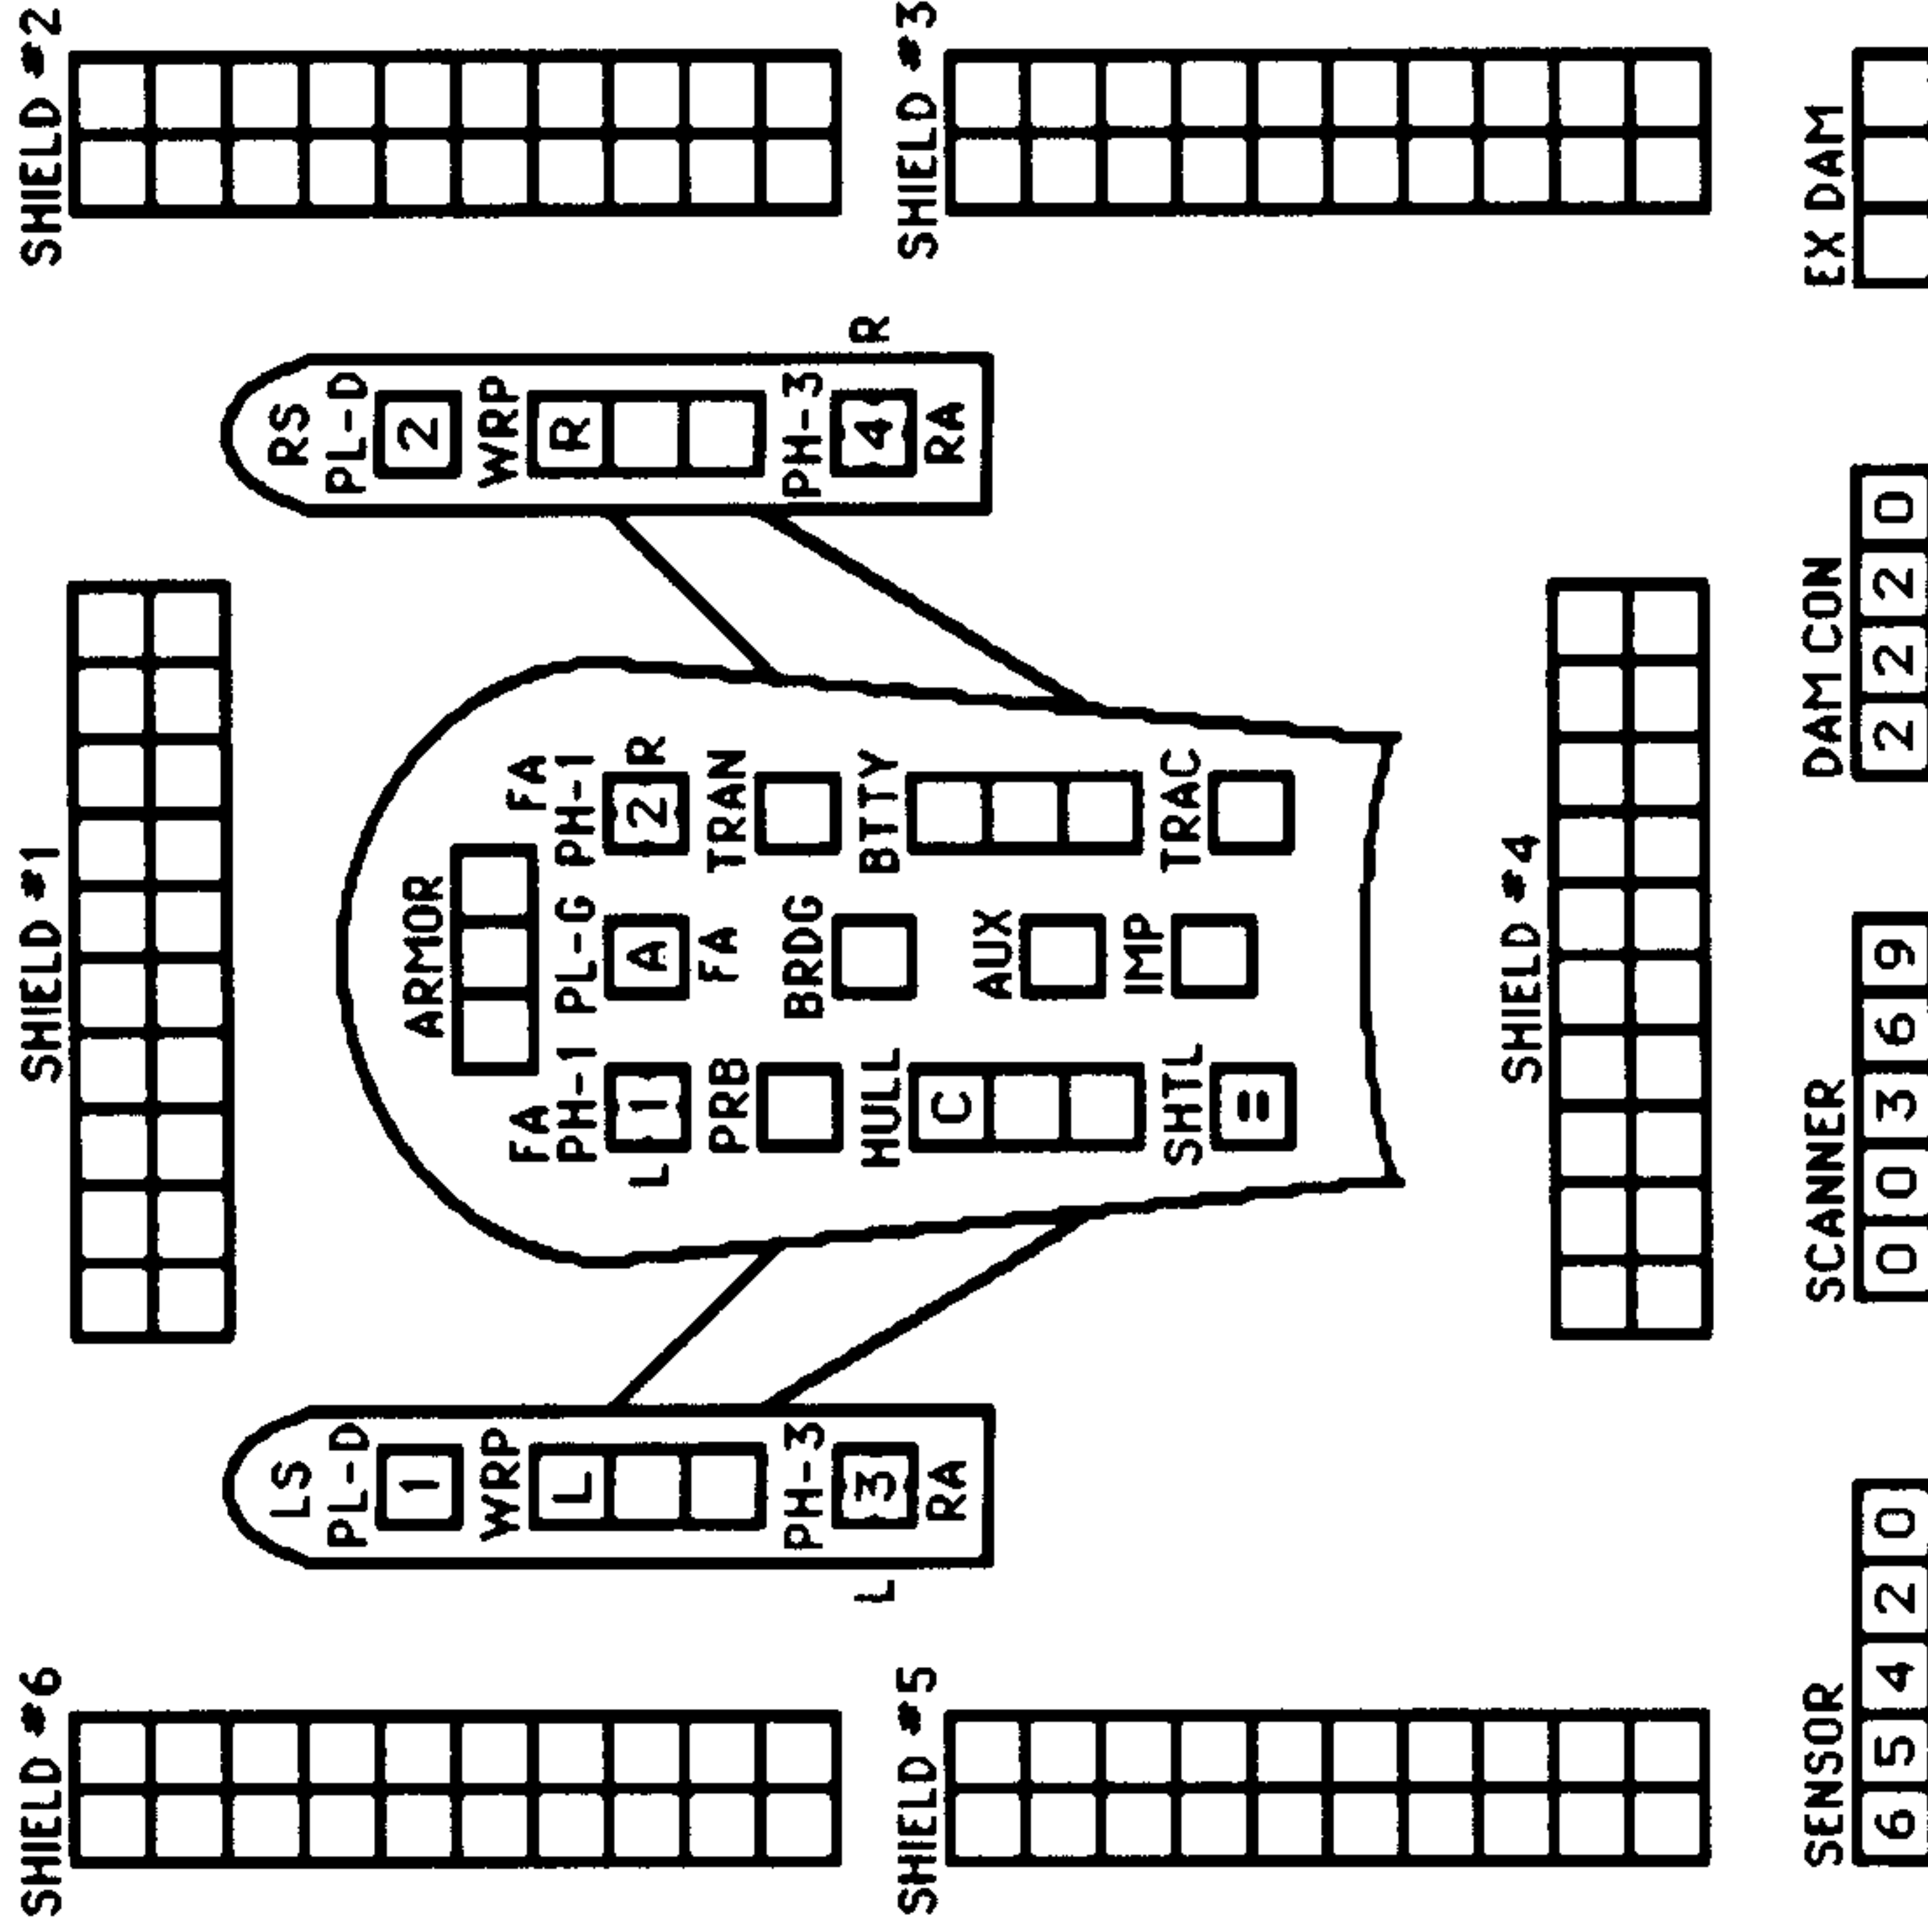 SHIELD #6 SHIELD #1 SHIELD #2
LS RS
PL-D PL-D
1 ARMOR 2
WRP WRP
FA FA
L PH-1 PL-G PH-1 R
L 1 A 2 R
FA
PRB TRAN
PH-3 BRDG PH-3
L 3 HULL BTTY 4 R
SHIELD #5 SHIELD #3
RA C RA
AUX
IMP
SHTL TRAC
=
SHIELD #4
SENSOR SCANNER DAM CON EX DAM
6 5 4 2 0 0 0 3 6 9 2 2 2 0